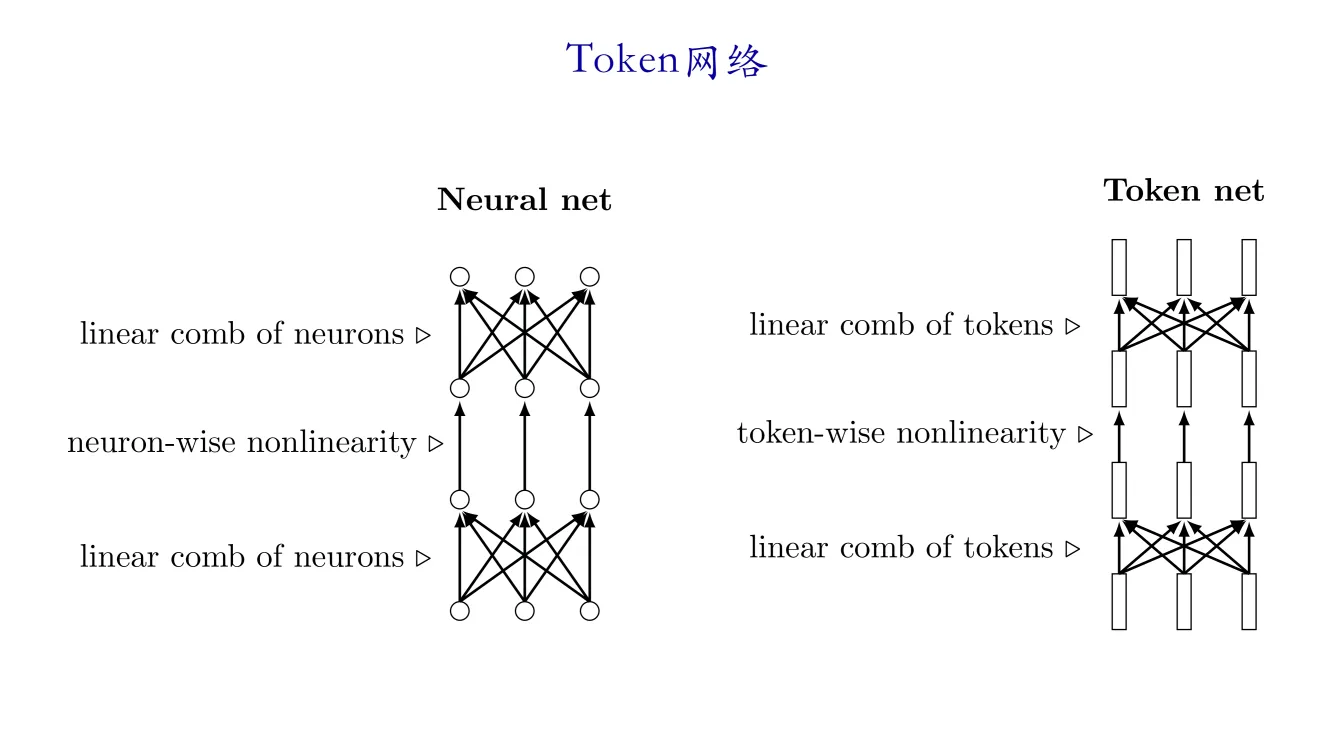 Token网络
Neural net
linear comb of neurons ▷
neuron-wise nonlinearity ▷
linear comb of neurons ▷
Token net
linear comb of tokens ▷
token-wise nonlinearity ▷
linear comb of tokens ▷